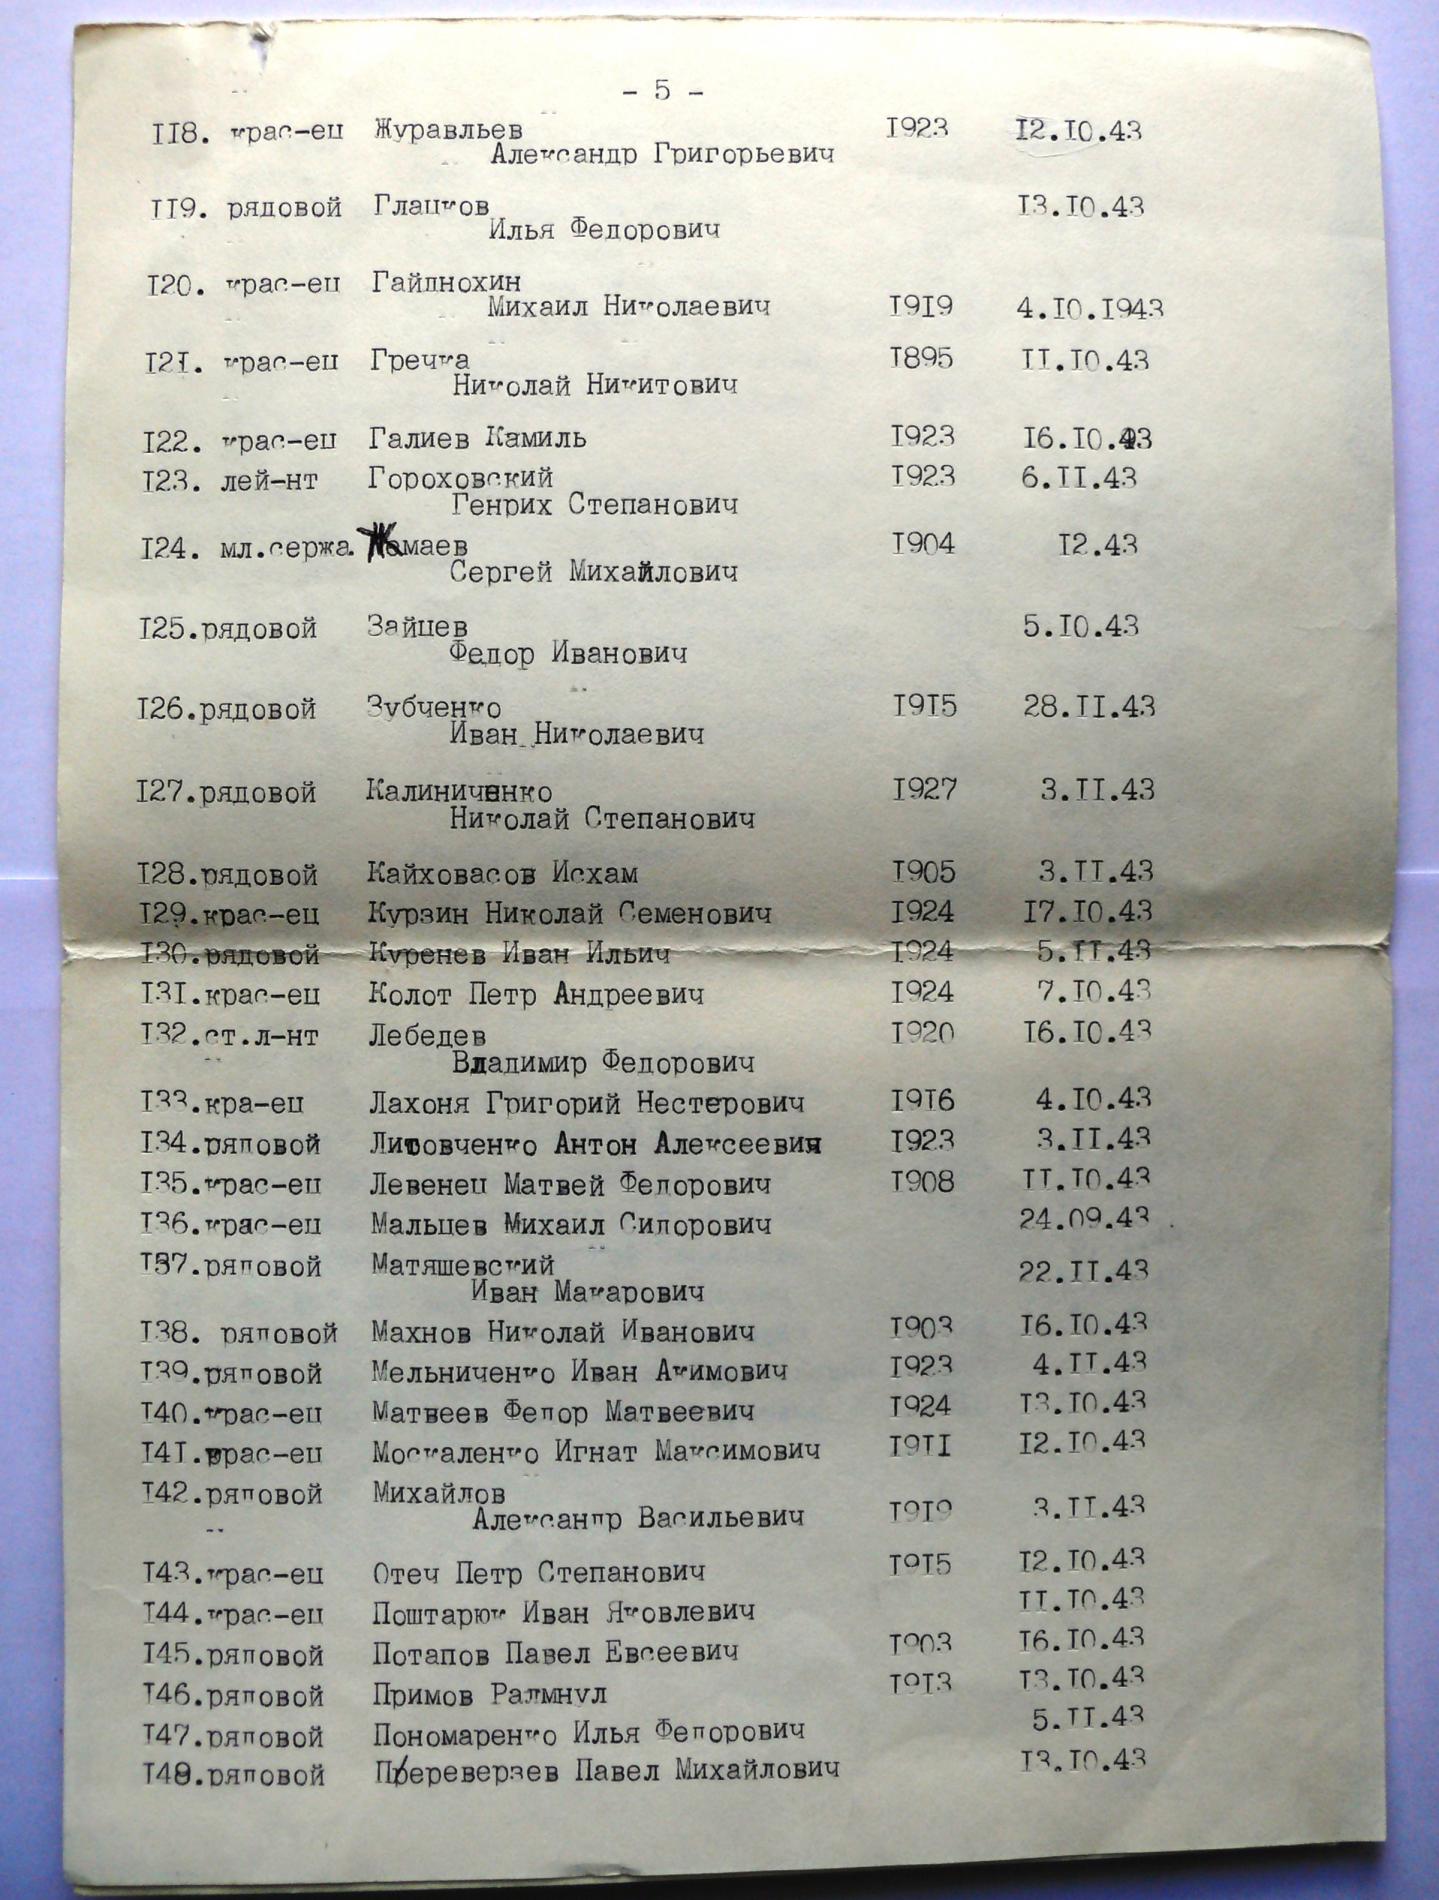 - 5 -
118. крас-ец Журавльев 1923 12.10.43
Александр Григорьевич
119. рядовой Глацков 13.10.43
Илья Федорович
120. крас-ец Гайднохин
Михаил Николаевич 1919 4.10.1943
121. крас-ец Гречка 1895 11.10.43
Николай Никитович
122. крас-ец Галиев Камиль 1923 16.10.43
123. лей-нт Гороховский 1923 6.11.43
Генрих Степанович
124. мл.сержа. Жамаев 1904 12.43
Сергей Михайлович
125.рядовой Зайцев 5.10.43
Федор Иванович
126.рядовой Зубченко 1915 28.11.43
Иван Николаевич
127.рядовой Калиниченко 1927 3.11.43
Николай Степанович
128.рядовой Кайховасов Исхам 1905 3.11.43
129.крас-ец Курзин Николай Семенович 1924 17.10.43
130.рядовой Куренев Иван Ильич 1924 5.11.43
131.крас-ец Колот Петр Андреевич 1924 7.10.43
132.ст.л-нт Лебедев 1920 16.10.43
Владимир Федорович
133.кра-ец Лахоня Григорий Нестерович 1916 4.10.43
134.рядовой Литовченко Антон Алексеевич 1923 3.11.43
135.крас-ец Левенец Матвей Федорович 1908 11.10.43
136.крас-ец Мальцев Михаил Сидорович 24.09.43
137.рядовой Матяшевский 22.11.43
Иван Макарович
138. рядовой Махнов Николай Иванович 1903 16.10.43
139.рядовой Мельниченко Иван Акимович 1923 4.11.43
140.крас-ец Матвеев Федор Матвеевич 1924 13.10.43
141.крас-ец Москаленко Игнат Максимович 1911 12.10.43
142.рядовой Михайлов
Александр Васильевич 1919 3.11.43
143.крас-ец Отеч Петр Степанович 1915 12.10.43
144.крас-ец Поштарюк Иван Яковлевич 11.10.43
145.рядовой Потапов Павел Евсеевич 1903 16.10.43
146.рядовой Примов 1913 13.10.43
147.рядовой Пономаренко Илья Федорович 5.11.43
148.рядовой Переверзев Павел Михайлович 13.10.43